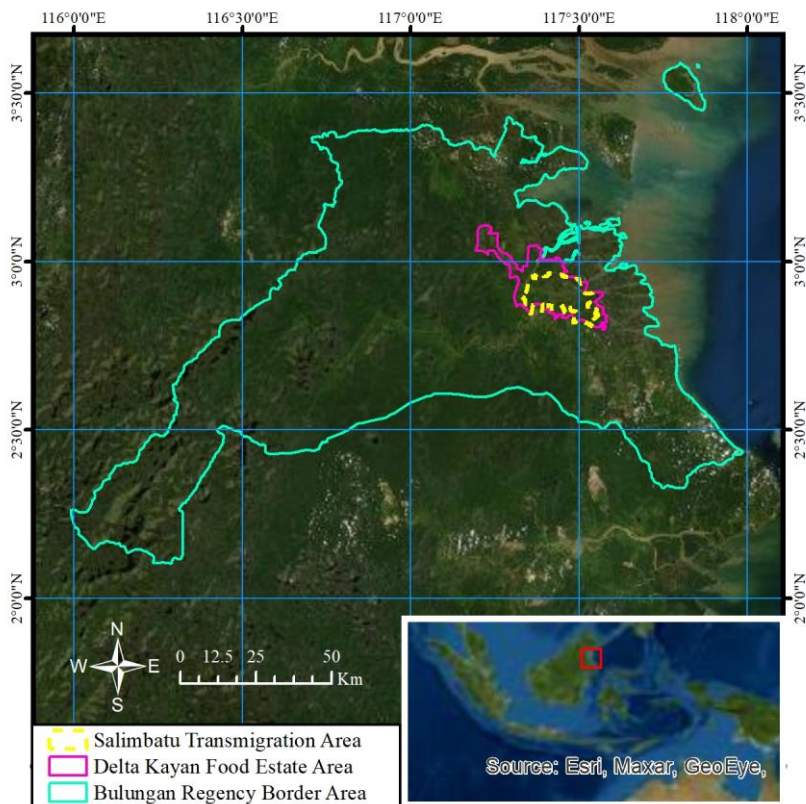 116°0'0"E 116°30'0"E 117°0'0"E 117°30'0"E 118°0'0"E
3°30'0"N 3°30'0"N
3°0'0"N 3°0'0"N
2°30'0"N 2°30'0"N
2°0'0"N 2°0'0"N
N
W E
S
0 12.5 25 50
Km
Salimbatu Transmigration Area
Delta Kayan Food Estate Area
Bulungan Regency Border Area
Source: Esri, Maxar, GeoEye,